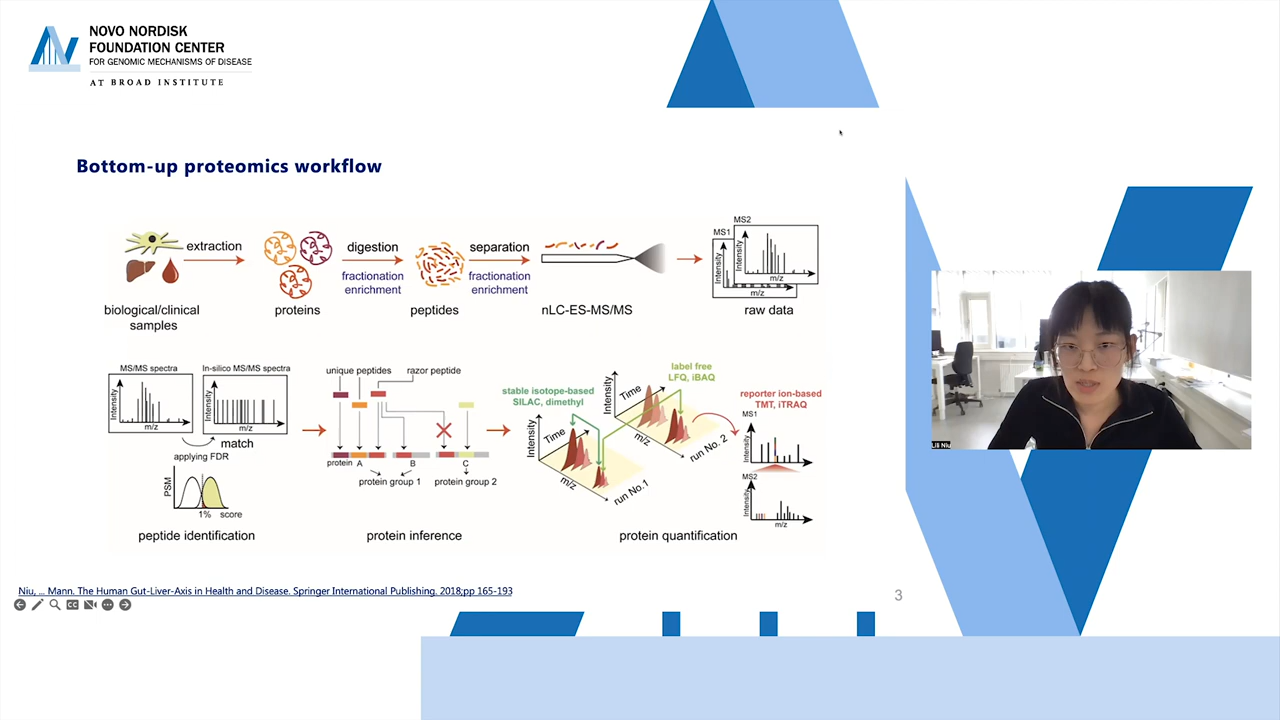 NOVO NORDISK
FOUNDATION CENTER
FOR GENOMIC MECHANISMS OF DISEASE
AT BROAD INSTITUTE
Bottom-up proteomics workflow
extraction
digestion
fractionation
enrichment
separation
fractionation
enrichment
MS2
MS1
Intensity
m/z
Intensity
m/z
biological/clinical
samples
proteins
peptides
nLC-ES-MS/MS
raw data
MS/MS spectra
In-silico MS/MS spectra
Intensity
m/z
Intensity
m/z
match
applying FDR
PSM
1%
score
peptide identification
unique peptides
razor peptide
protein
A
B
C
protein group 1
protein group 2
protein inference
stable isotope-based
SILAC, dimethyl
label free
LFQ, iBAQ
reporter ion-based
TMT, iTRAQ
Intensity
Time
m/z
run No.1
Intensity
Time
m/z
run No. 2
MS1
Intensity
m/z
MS2
Intensity
m/z
protein quantification
Niu, ... Mann. The Human Gut-Liver-Axis in Health and Disease. Springer International Publishing. 2018;pp 165-193
CC
3
Lili Niu